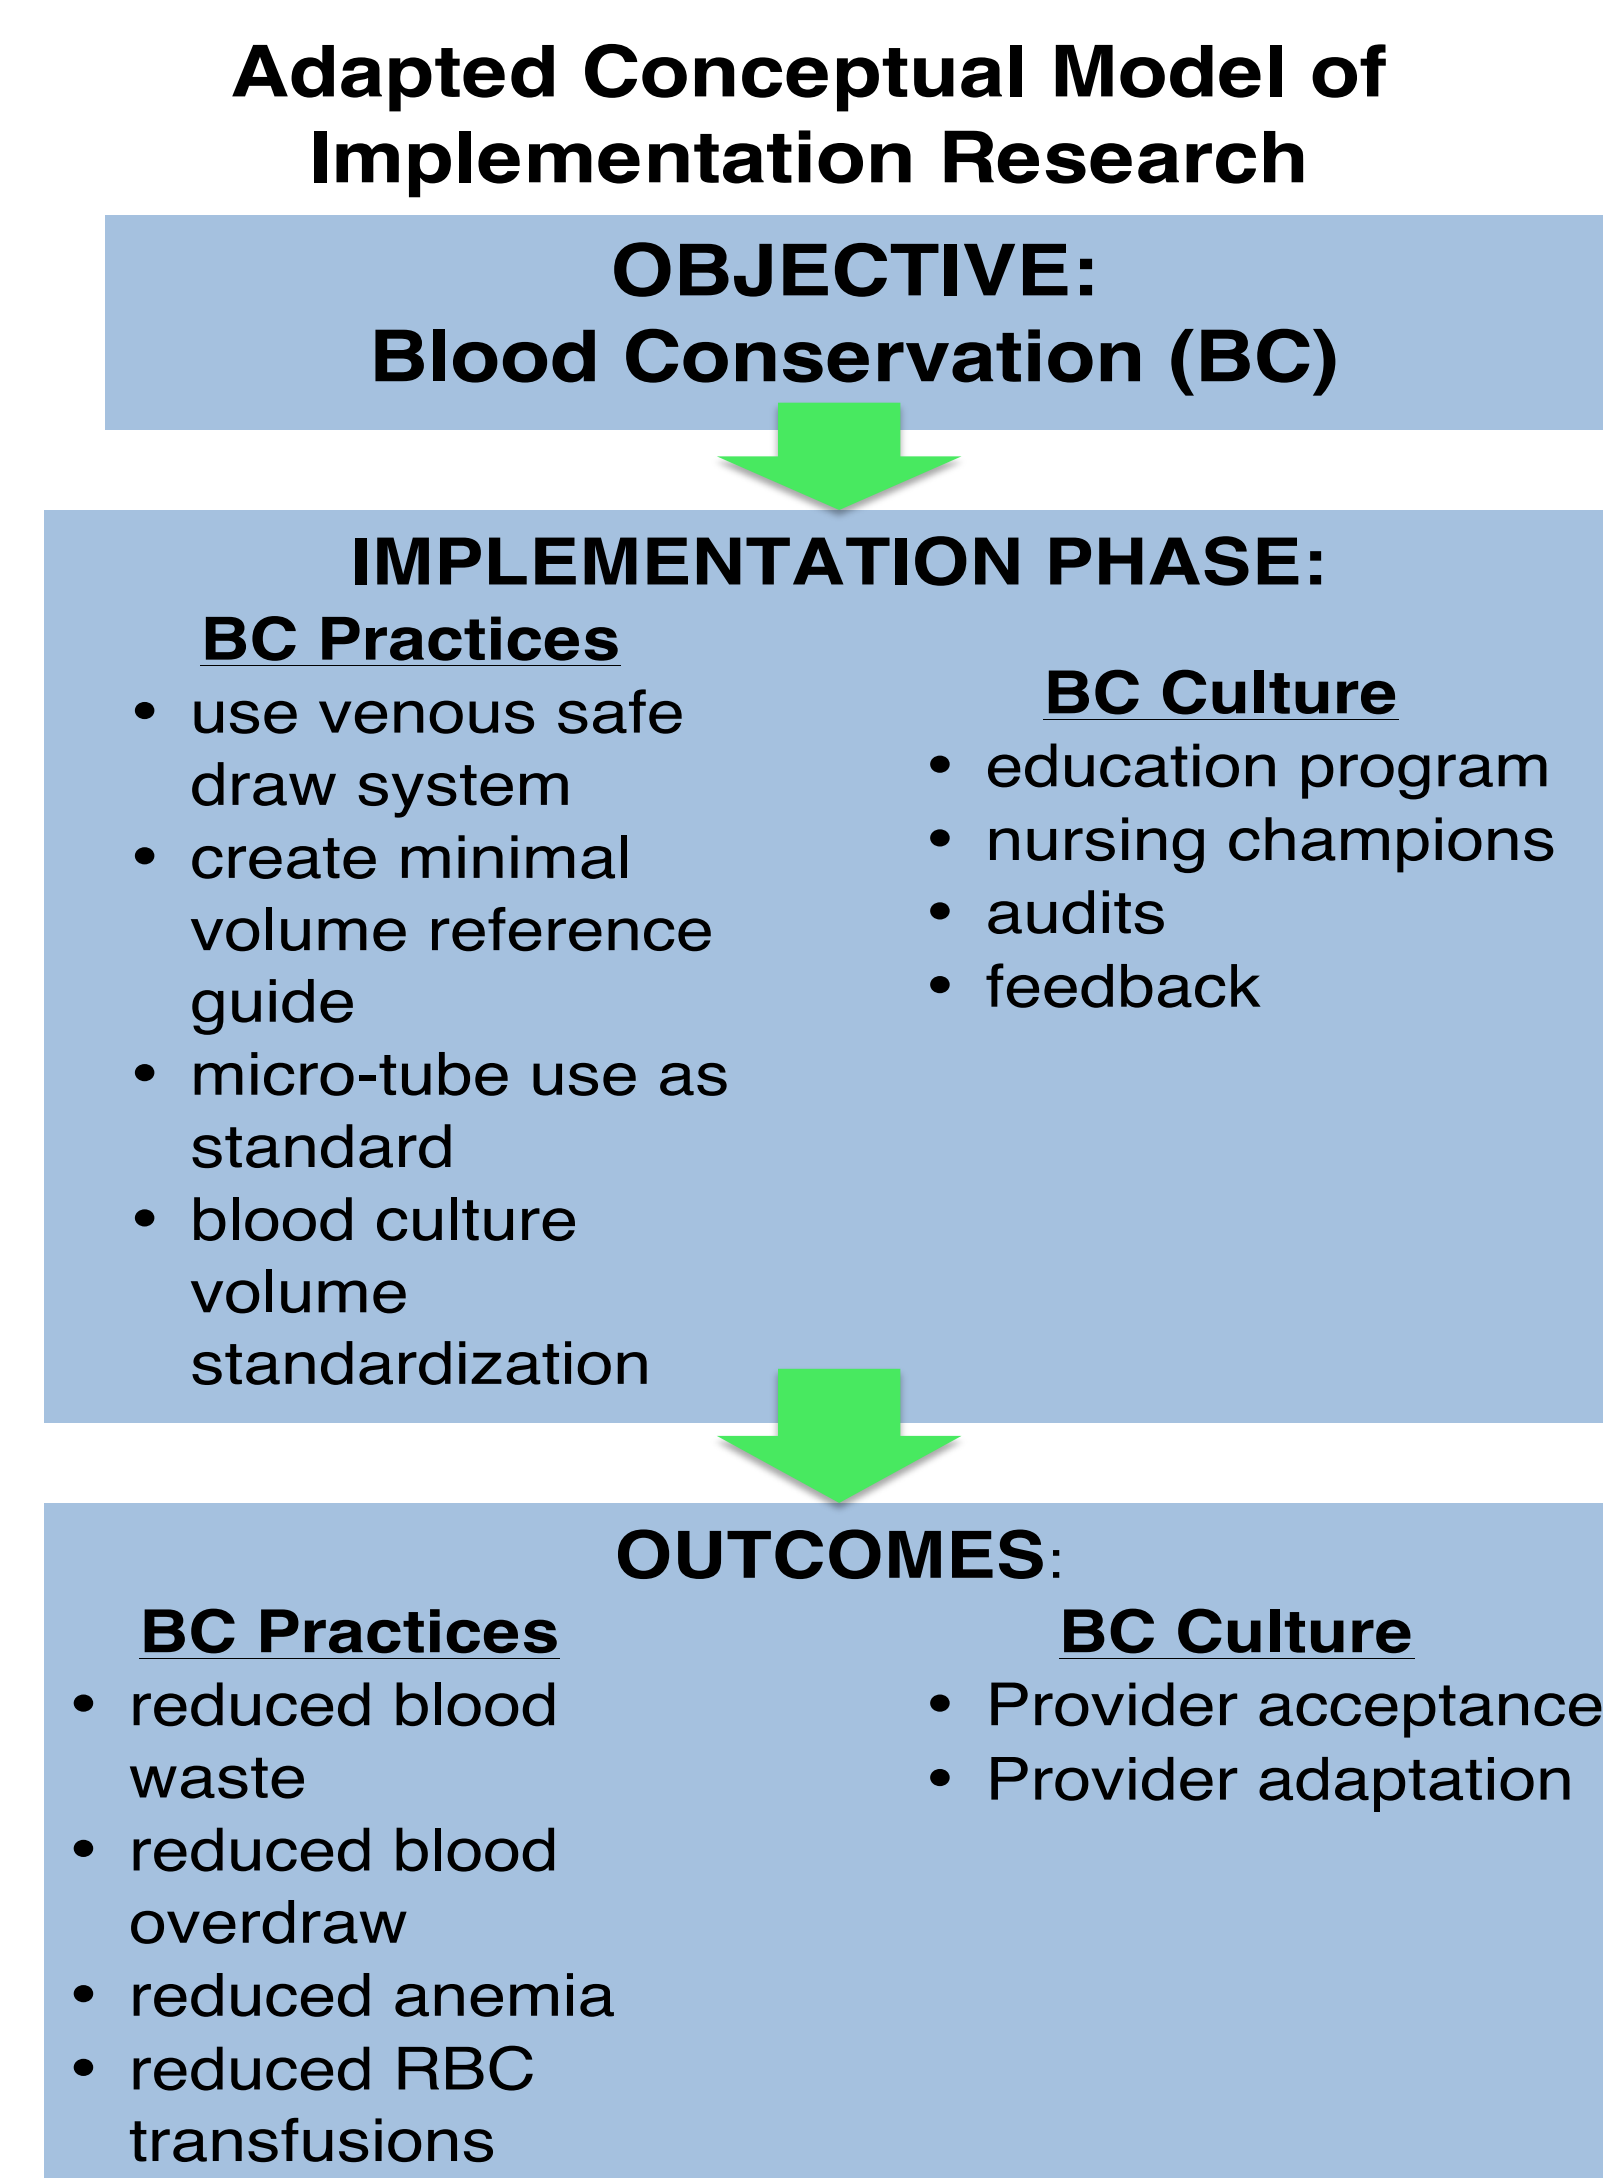 Adapted Conceptual Model of
Implementation Research
OBJECTIVE:
Blood Conservation (BC)
IMPLEMENTATION PHASE:
BC Practices
• use venous safe
draw system
• create minimal
volume reference
guide
• micro-tube use as
standard
• blood culture
volume
standardization
BC Culture
• education program
• nursing champions
• audits
• feedback
OUTCOMES:
BC Practices
• reduced blood
waste
• reduced blood
overdraw
• reduced anemia
• reduced RBC
transfusions
BC Culture
• Provider acceptance
• Provider adaptation